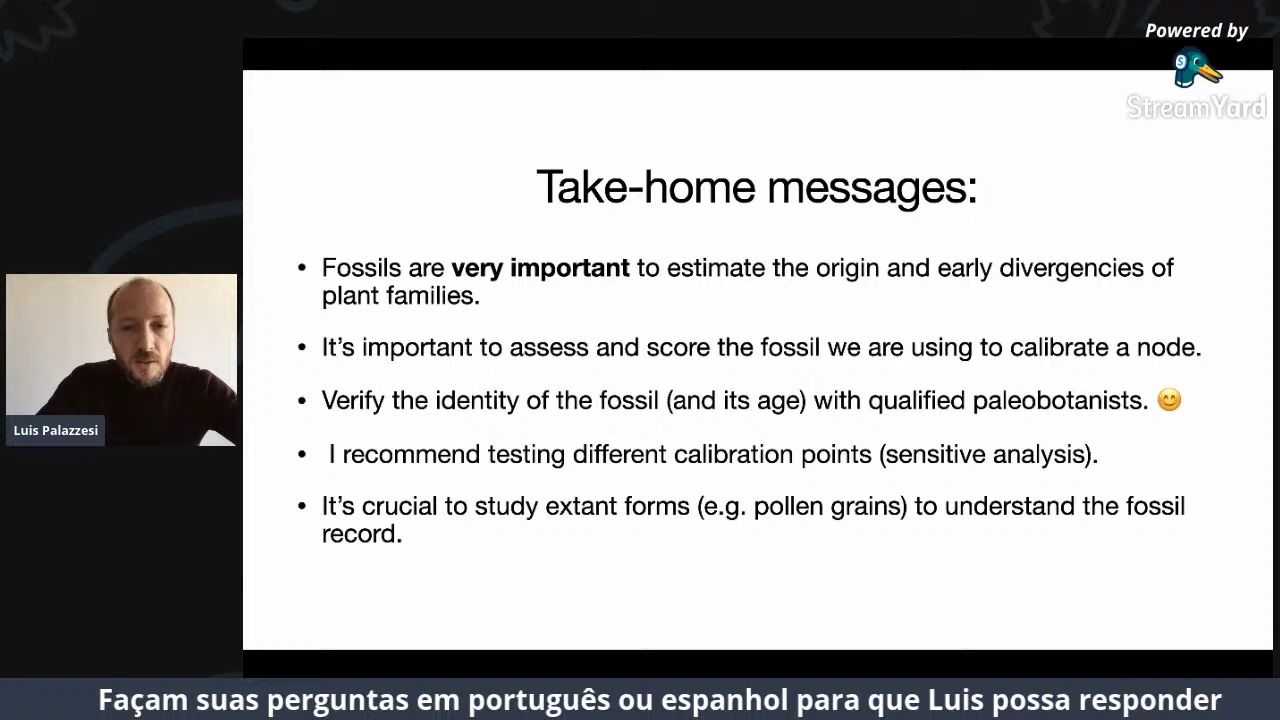 Powered by
StreamYard
Take-home messages:
• Fossils are very important to estimate the origin and early divergencies of
plant families.
• It’s important to assess and score the fossil we are using to calibrate a node.
• Verify the identity of the fossil (and its age) with qualified paleobotanists. 😊
• I recommend testing different calibration points (sensitive analysis).
• It’s crucial to study extant forms (e.g. pollen grains) to understand the fossil
record.
Luis Palazzesi
Façam suas perguntas em português ou espanhol para que Luis possa responder